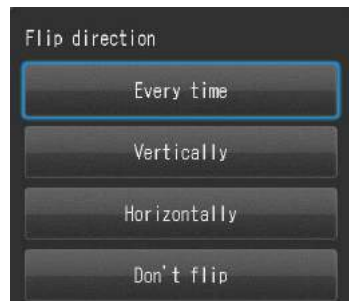 Flip direction
Every time
Vertically
Horizontally
Don't flip